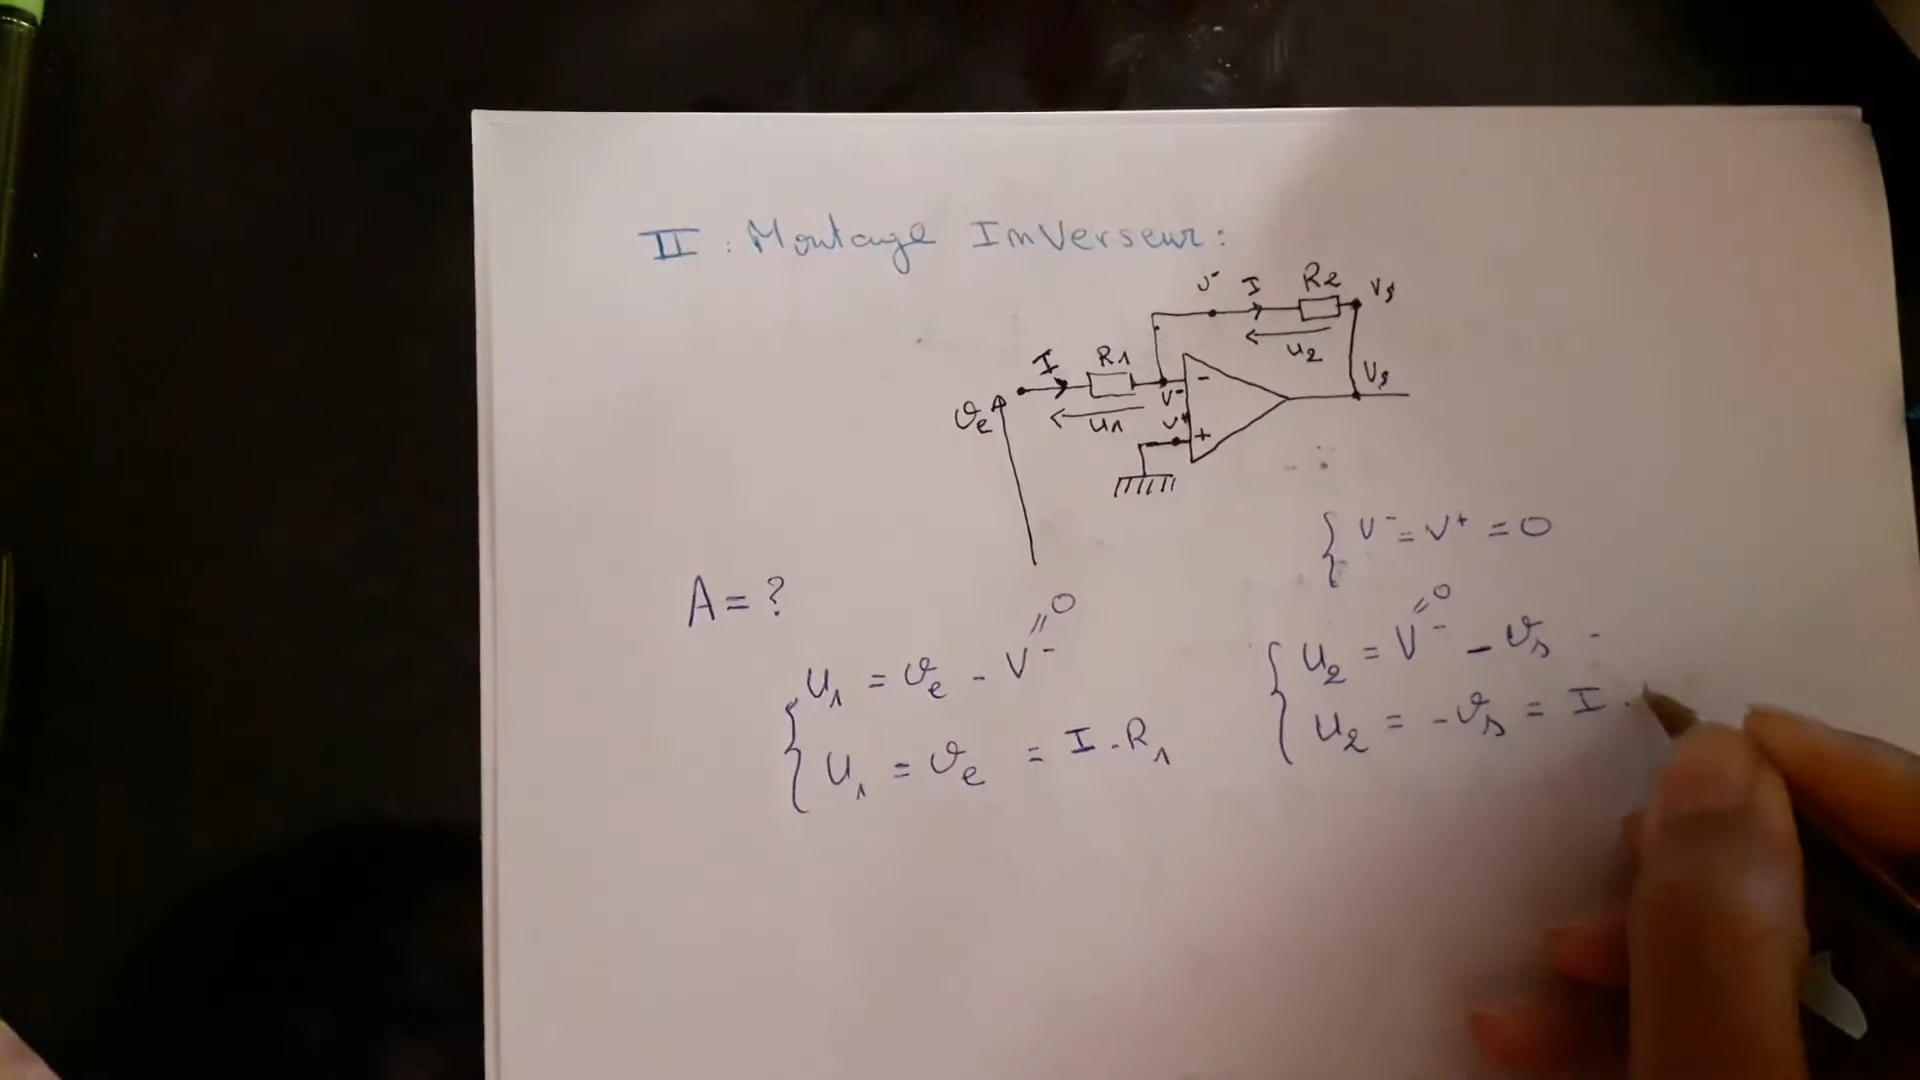 II : Montage Inverseur :
V⁻ I R2 Vs
U2
I R1
ve U1 V⁻ - Vs
V⁺ +
{ V⁻ = V⁺ = 0
A = ?
U₁ = ve - V⁻ = 0
{ U₁ = ve = I . R₁
{ U₂ = V⁻ - vs = 0 -
U₂ = - vs = I .